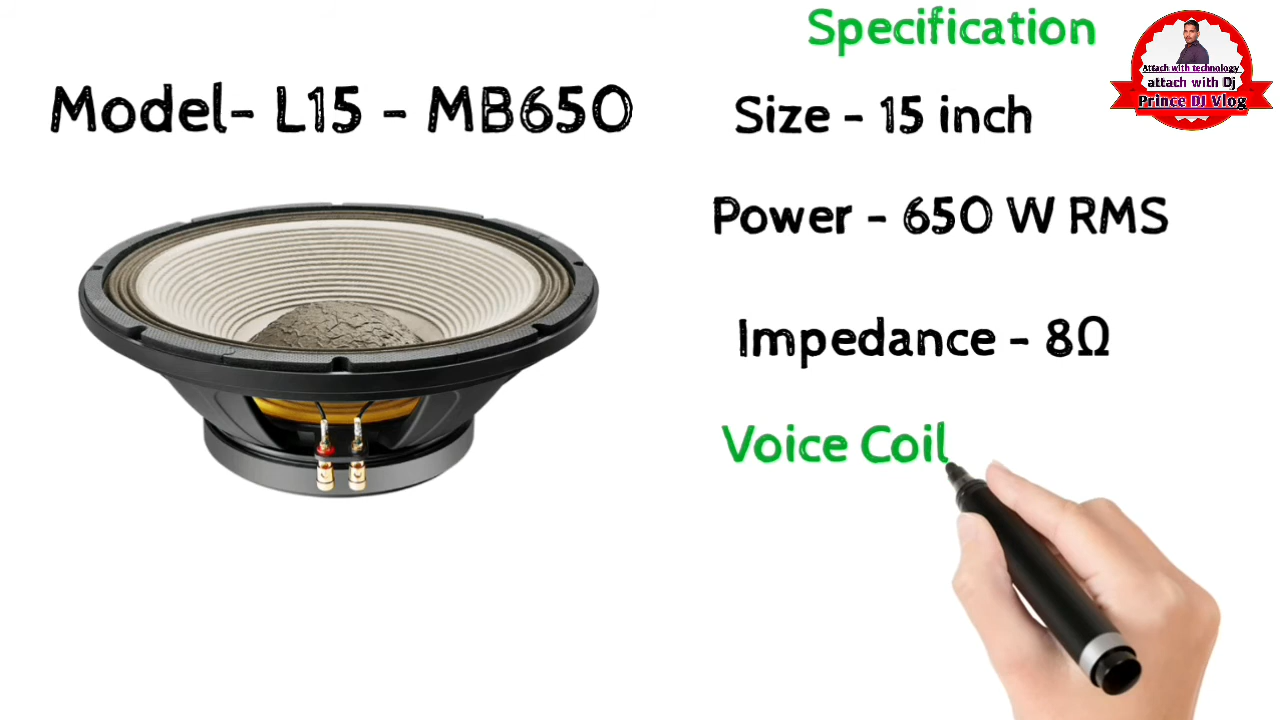 Specification
Model- L15 - MB650
Size - 15 inch
Power - 650 W RMS
Impedance - 8Ω
Voice Coil
Attach with technology
attach with Dj
Prince DJ Vlog